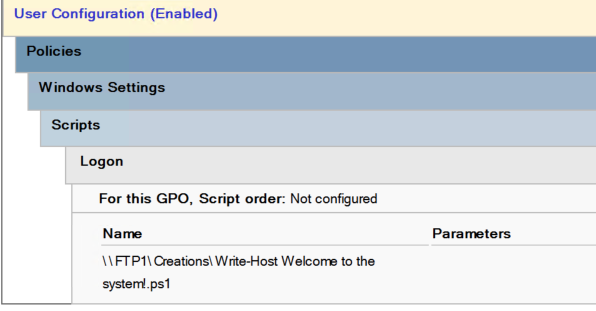 User Configuration (Enabled)
Policies
Windows Settings
Scripts
Logon
For this GPO, Script order: Not configured
Name Parameters
\\FTP1\Creations\Write-Host Welcome to the
system!.ps1